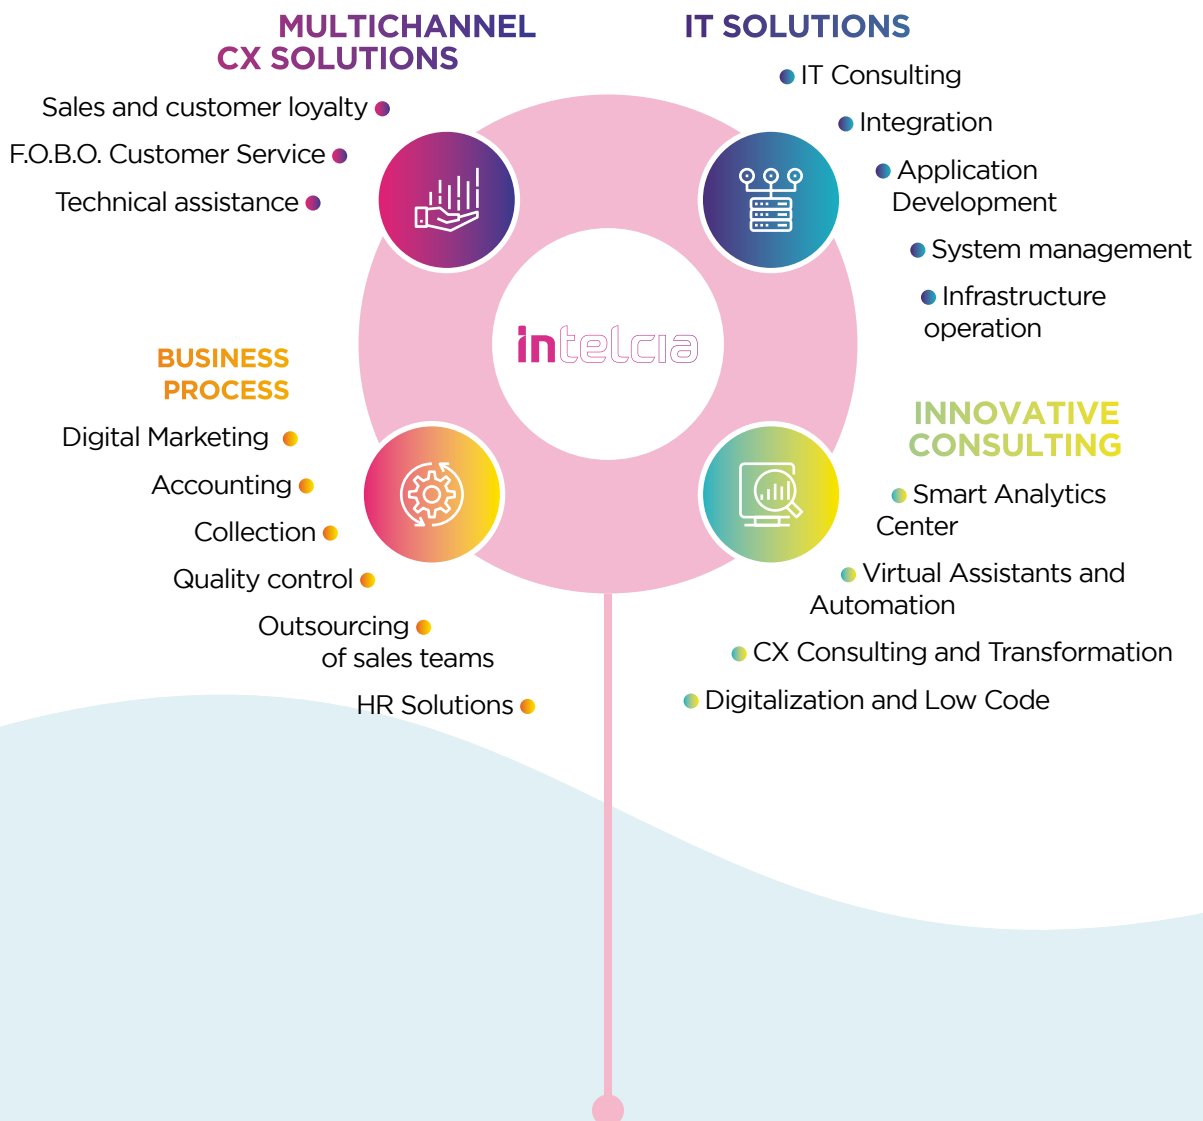 MULTICHANNEL
CX SOLUTIONS
Sales and customer loyalty
F.O.B.O. Customer Service
Technical assistance
IT SOLUTIONS
IT Consulting
Integration
Application
Development
System management
Infrastructure
operation
intelcia
BUSINESS
PROCESS
Digital Marketing
Accounting
Collection
Quality control
Outsourcing
of sales teams
HR Solutions
INNOVATIVE
CONSULTING
Smart Analytics
Center
Virtual Assistants and
Automation
CX Consulting and Transformation
Digitalization and Low Code